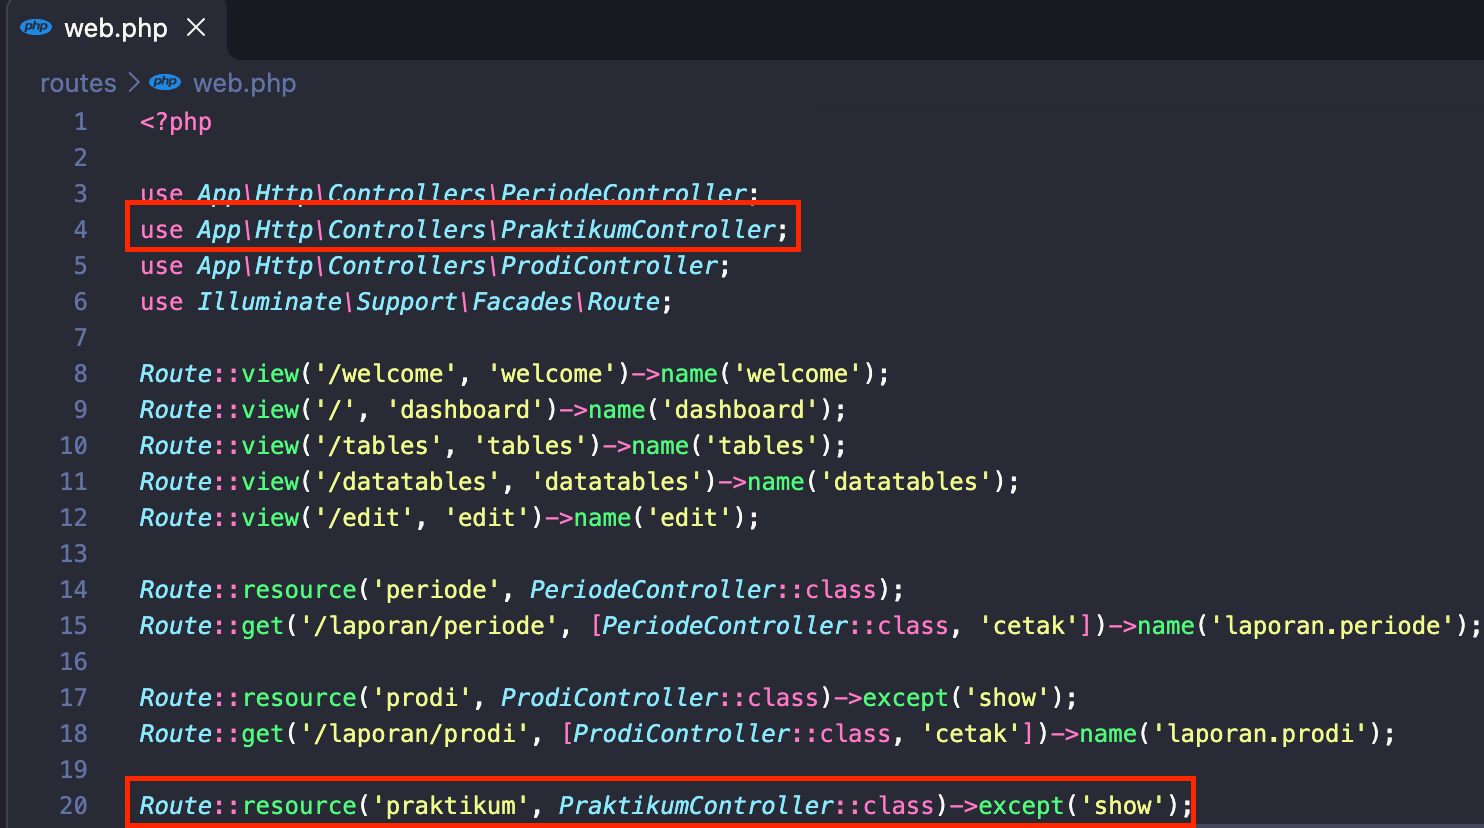 php web.php ×
routes > php web.php
1 <?php
2
3 use App\Http\Controllers\PeriodeController;
4 use App\Http\Controllers\PraktikumController;
5 use App\Http\Controllers\ProdiController;
6 use Illuminate\Support\Facades\Route;
7
8 Route::view('/welcome', 'welcome')->name('welcome');
9 Route::view('/', 'dashboard')->name('dashboard');
10 Route::view('/tables', 'tables')->name('tables');
11 Route::view('/datatables', 'datatables')->name('datatables');
12 Route::view('/edit', 'edit')->name('edit');
13
14 Route::resource('periode', PeriodeController::class);
15 Route::get('/laporan/periode', [PeriodeController::class, 'cetak'])->name('laporan.periode');
16
17 Route::resource('prodi', ProdiController::class)->except('show');
18 Route::get('/laporan/prodi', [ProdiController::class, 'cetak'])->name('laporan.prodi');
19
20 Route::resource('praktikum', PraktikumController::class)->except('show');